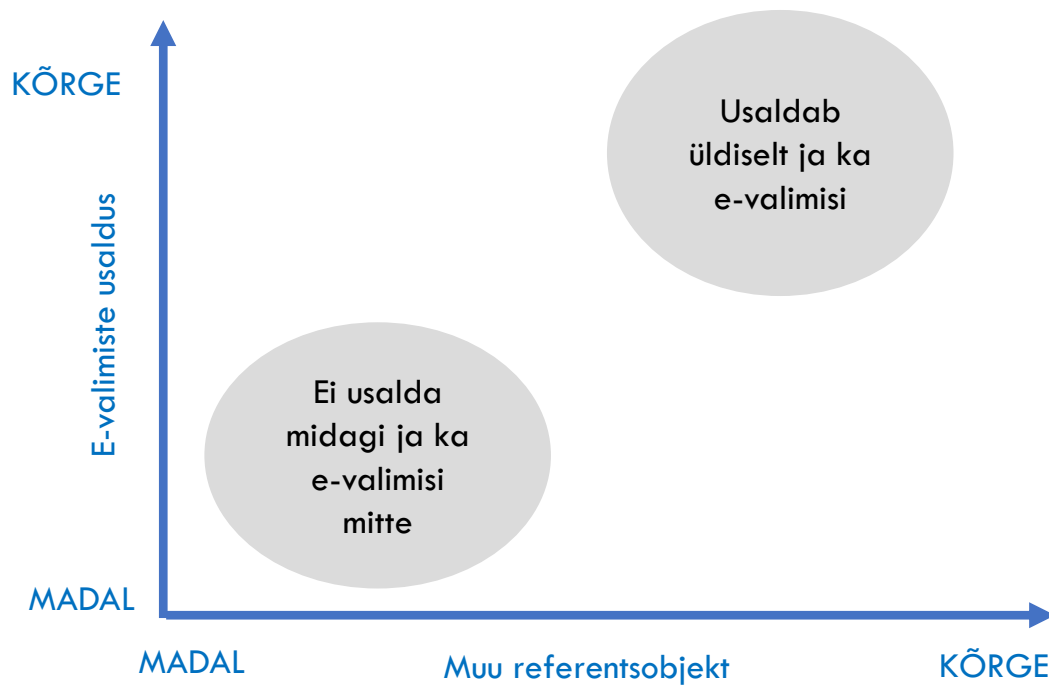 KÕRGE
Usaldab
üldiselt ja ka
e-valimisi
E-valimiste usaldus
Ei usalda
midagi ja ka
e-valimisi
mitte
MADAL
MADAL
Muu referentsobjekt
KÕRGE